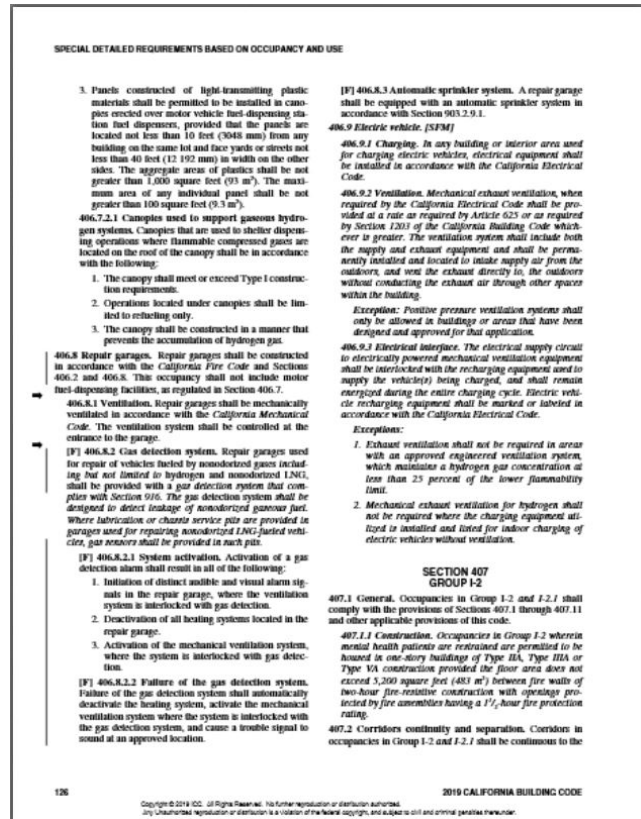 SPECIAL DETAILED REQUIREMENTS BASED ON OCCUPANCY AND USE
3. Panels constructed of light-transmitting plastic
materials shall be permitted to be installed in cano-
pies erected over motor vehicle fuel-dispensing sta-
tion fuel dispensers, provided that the panels are
located not less than 10 feet (3048 mm) from any
building on the same lot and face yards or streets not
less than 40 feet (12 192 mm) in width on the other
sides. The aggregate areas of plastics shall not be
greater than 1,000 square feet (93 m²). The maxi-
mum area of any individual panel shall not be
greater than 100 square feet (9.3 m²).
406.7.2.1 Canopies used to support gaseous hydro-
gen systems. Canopies that are used to shelter dispens-
ing operations where flammable compressed gases are
located on the roof of the canopy shall be in accordance
with the following:
1. The canopy shall meet or exceed Type I construc-
tion requirements.
2. Operations located under canopies shall be lim-
ited to refueling only.
3. The canopy shall be constructed in a manner that
prevents the accumulation of hydrogen gas.
406.8 Repair garages. Repair garages shall be constructed
in accordance with the California Fire Code and Sections
406.2 and 406.8. This occupancy shall not include motor
fuel-dispensing facilities, as regulated in Section 406.7.
406.8.1 Ventilation. Repair garages shall be mechanically
ventilated in accordance with the California Mechanical
Code. The ventilation system shall be controlled at the
entrance to the garage.
[F] 406.8.2 Gas detection system. Repair garages used
for repair of vehicles fueled by nonodorized gases includ-
ing but not limited to hydrogen and nonodorized LNG,
shall be provided with a gas detection system that com-
plies with Section 916. The gas detection system shall be
designed to detect leakage of nonodorized gaseous fuel.
Where lubrication or chassis service pits are provided in
garages used for repairing nonodorized LNG-fueled vehi-
cles, gas sensors shall be provided in such pits.
[F] 406.8.2.1 System activation. Activation of a gas
detection alarm shall result in all of the following:
1. Initiation of distinct audible and visual alarm sig-
nals in the repair garage, where the ventilation
system is interlocked with gas detection.
2. Deactivation of all heating systems located in the
repair garage.
3. Activation of the mechanical ventilation system,
where the system is interlocked with gas detec-
tion.
[F] 406.8.2.2 Failure of the gas detection system.
Failure of the gas detection system shall automatically
deactivate the heating system, activate the mechanical
ventilation system where the system is interlocked with
the gas detection system, and cause a trouble signal to
sound at an approved location.
[F] 406.8.3 Automatic sprinkler system. A repair garage
shall be equipped with an automatic sprinkler system in
accordance with Section 903.2.9.1.
406.9 Electric vehicle. [SFM]
406.9.1 Charging. In any building or interior area used
for charging electric vehicles, electrical equipment shall
be installed in accordance with the California Electrical
Code.
406.9.2 Ventilation. Mechanical exhaust ventilation, when
required by the California Electrical Code shall be pro-
vided at a rate as required by Article 625 or as required
by Section 1203 of the California Building Code which-
ever is greater. The ventilation system shall include both
the supply and exhaust equipment and shall be perma-
nently installed and located to intake supply air from the
outdoors, and vent the exhaust directly to, the outdoors
without conducting the exhaust air through other spaces
within the building.
Exception: Positive pressure ventilation systems shall
only be allowed in buildings or areas that have been
designed and approved for that application.
406.9.3 Electrical interface. The electrical supply circuit
to electrically powered mechanical ventilation equipment
shall be interlocked with the recharging equipment used to
supply the vehicle(s) being charged, and shall remain
energized during the entire charging cycle. Electric vehi-
cle recharging equipment shall be marked or labeled in
accordance with the California Electrical Code.
Exceptions:
1. Exhaust ventilation shall not be required in areas
with an approved engineered ventilation system,
which maintains a hydrogen gas concentration at
less than 25 percent of the lower flammability
limit.
2. Mechanical exhaust ventilation for hydrogen shall
not be required where the charging equipment uti-
lized is installed and listed for indoor charging of
electric vehicles without ventilation.
SECTION 407
GROUP I-2
407.1 General. Occupancies in Group I-2 and I-2.1 shall
comply with the provisions of Sections 407.1 through 407.11
and other applicable provisions of this code.
407.1.1 Construction. Occupancies in Group I-2 wherein
mental health patients are restrained are permitted to be
housed in one-story buildings of Type IIA, Type IIIA or
Type VA construction provided the floor area does not
exceed 5,200 square feet (483 m²) between fire walls of
two-hour fire-resistive construction with openings pro-
tected by fire assemblies having a 1¹/₂-hour fire protection
rating.
407.2 Corridors continuity and separation. Corridors in
occupancies in Group I-2 and I-2.1 shall be continuous to the
126
2019 CALIFORNIA BUILDING CODE
Copyright © 2019 ICC. All Rights Reserved. No further reproduction or distribution authorized.
Any Unauthorized reproduction or distribution is a violation of the federal copyright, and subject to civil and criminal penalties thereunder.